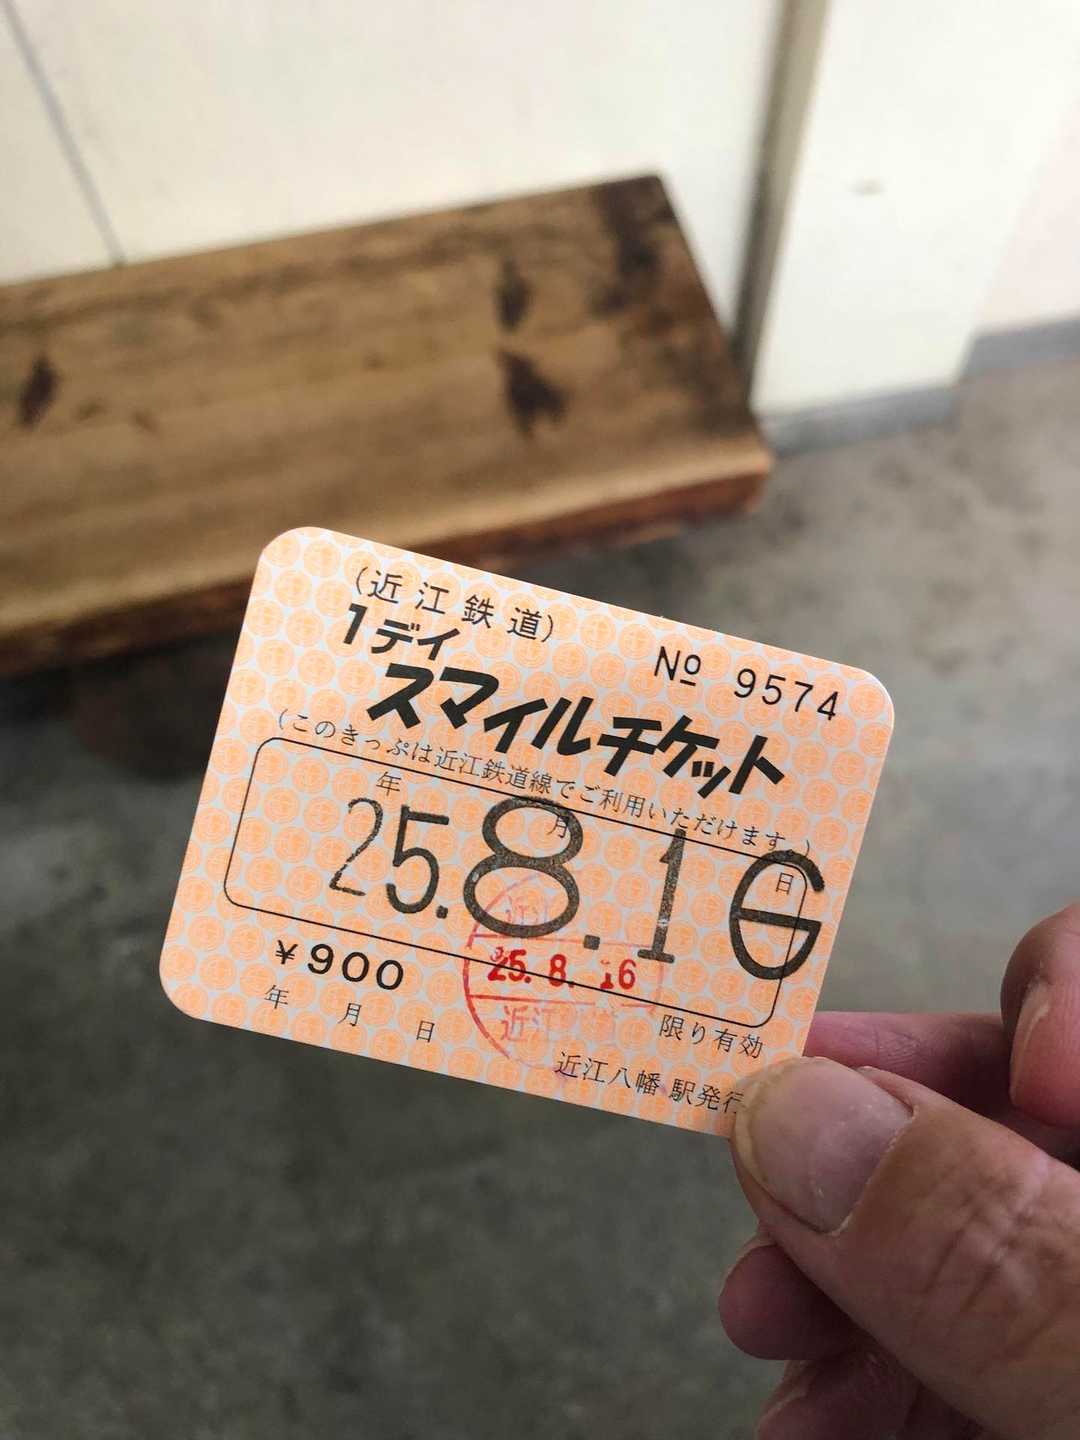 (近江鉄道)
1デイ
スマイルチケット
№ 9574
(このきっぷは近江鉄道線でご利用いただけます。)
年 月 日
25.8.16
25.8.16
近江
¥900
年 月 日 限り有効
近江八幡 駅発行